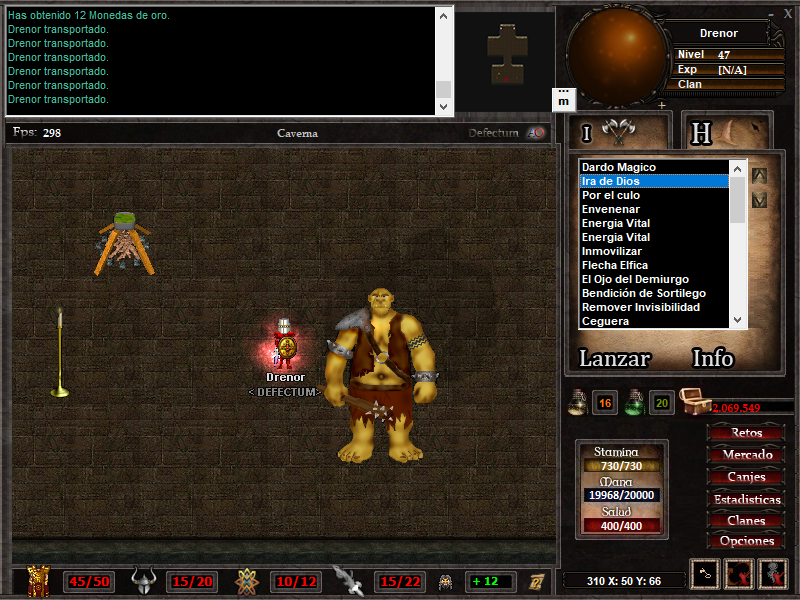 Has obtenido 12 Monedas de oro.
Drenor transportado.
Drenor transportado.
Drenor transportado.
Drenor transportado.
Drenor transportado.
Drenor transportado.
... m
X
Drenor
Nivel 47
Exp [N/A]
Clan
+
Fps: 298
Caverna
Defectum
I
H
Dardo Magico
Ira de Dios
Por el culo
Envenenar
Energia Vital
Energia Vital
Inmovilizar
Flecha Elfica
El Ojo del Demiurgo
Bendición de Sortilego
Remover Invisibilidad
Ceguera
Lanzar Info
Drenor
<DEFECTUM>
16 20 2.069.549
Stamina
730/730
Mana
19968/20000
Salud
400/400
Retos
Mercado
Canjes
Estadisticas
Clanes
Opciones
45/50 15/20 10/12 15/22 +12
310 X: 50 Y: 66